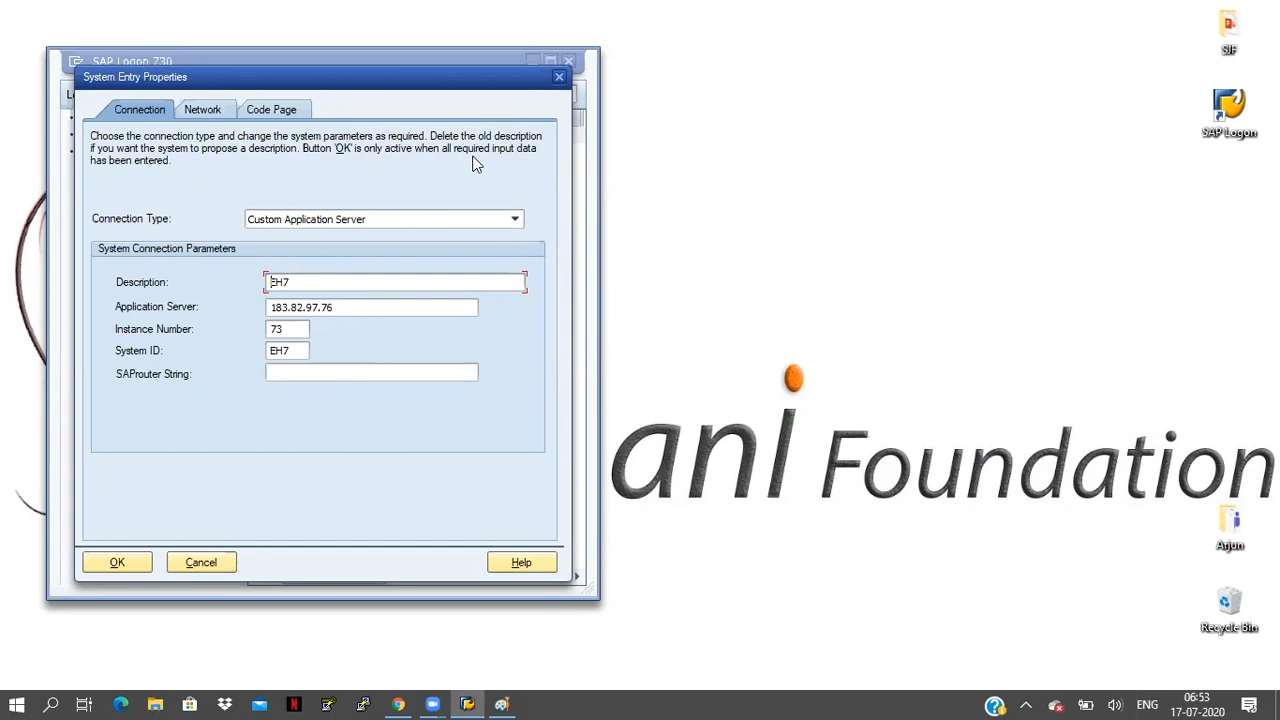 SAP Logon 730
System Entry Properties
Connection
Network
Code Page
Choose the connection type and change the system parameters as required. Delete the old description
if you want the system to propose a description. Button 'OK' is only active when all required input data
has been entered.
Connection Type:
Custom Application Server
System Connection Parameters
Description:
EH7
Application Server:
183.82.97.76
Instance Number:
73
System ID:
EH7
SAProuter String:
OK
Cancel
Help
SJF
SAP Logon
ani Foundation
Arjun
Recycle Bin
ENG
06:53
17-07-2020